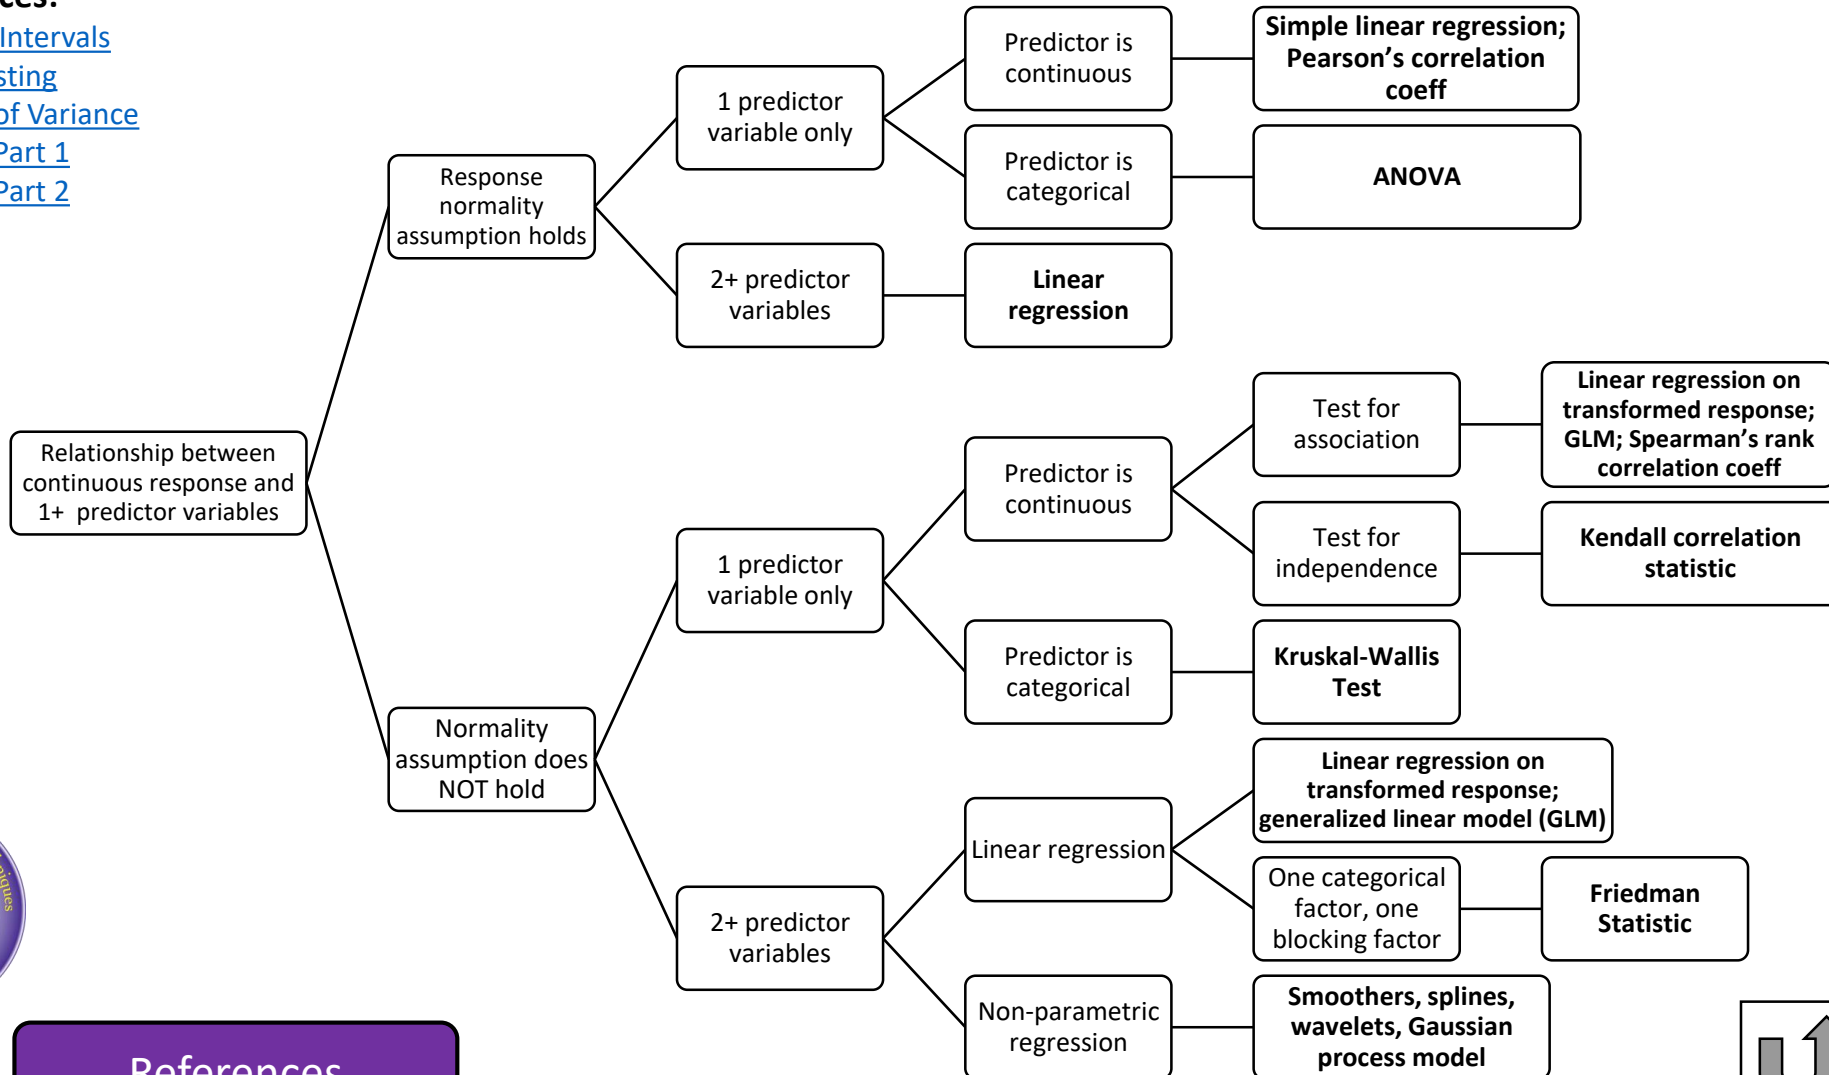 Intervals
of Variance
Part 1
Part 2
Relationship between
continuous response and
1+ predictor variables
Response
normality
assumption holds
1 predictor
variable only
Predictor is
continuous
Simple linear regression;
Pearson's correlation
coeff
Predictor is
categorical
ANOVA
2+ predictor
variables
Linear
regression
Normality
assumption does
NOT hold
1 predictor
variable only
Predictor is
continuous
Test for
association
Linear regression on
transformed response;
GLM; Spearman's rank
correlation coeff
Test for
independence
Kendall correlation
statistic
Predictor is
categorical
Kruskal-Wallis
Test
2+ predictor
variables
Linear regression
Linear regression on
transformed response;
generalized linear model (GLM)
One categorical
factor, one
blocking factor
Friedman
Statistic
Non-parametric
regression
Smoothers, splines,
wavelets, Gaussian
process model
References